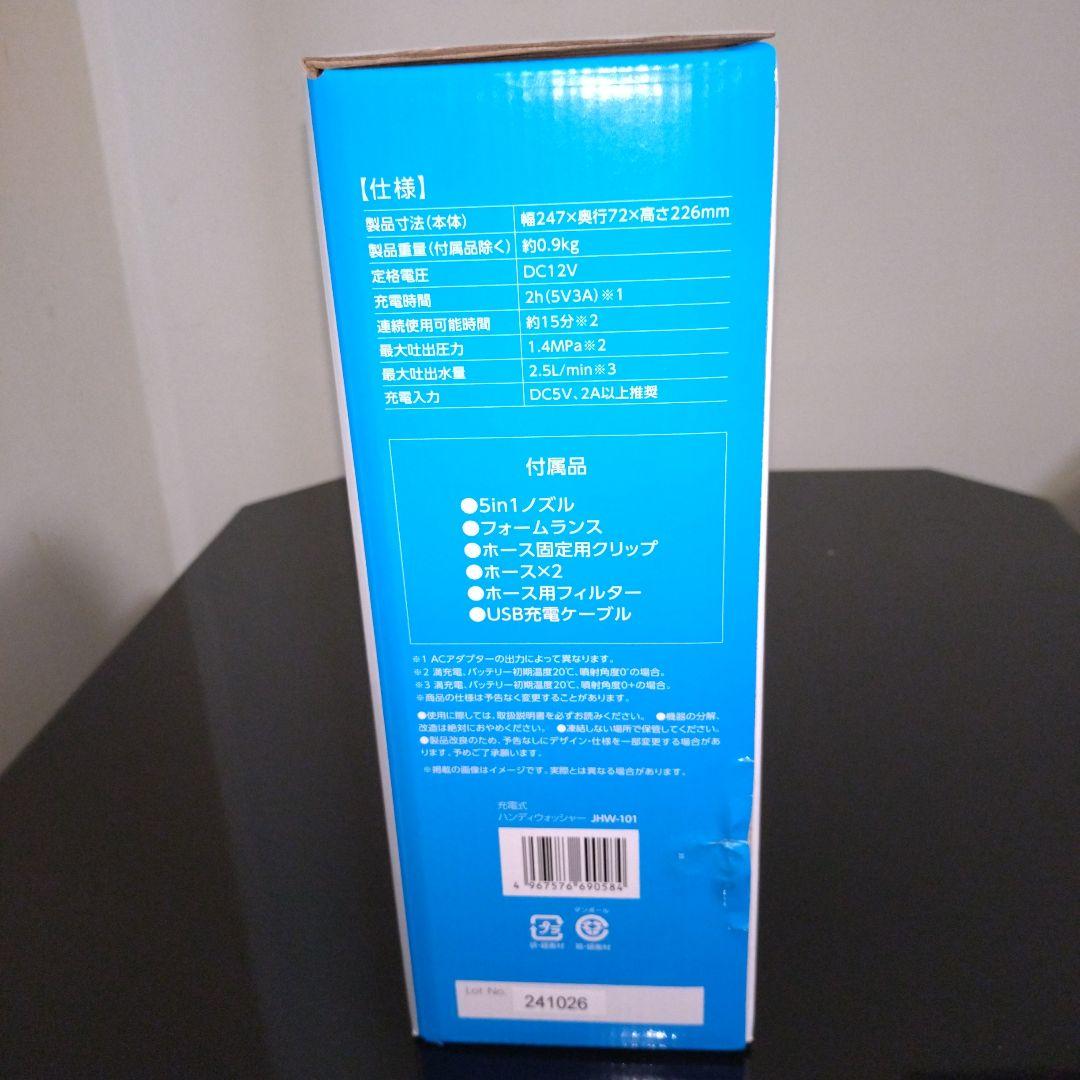 【仕様】
製品寸法(本体) 幅247×奥行72×高さ226mm
製品重量(付属品除く) 約0.9kg
定格電圧 DC12V
充電時間 2h(5V3A)※1
連続使用可能時間 約15分※2
最大吐出圧力 1.4MPa※2
最大吐出水量 2.5L/min※3
充電入力 DC5V、2A以上推奨
付属品
●5in1ノズル
●フォームランス
●ホース固定用クリップ
●ホース×2
●ホース用フィルター
●USB充電ケーブル
※1 ACアダプターの出力によって異なります。
※2 満充電、バッテリー初期温度20℃、噴射角度0°の場合。
※3 満充電、バッテリー初期温度20℃、噴射角度0+の場合。
※商品の仕様は予告なく変更することがあります。
●使用に際しては、取扱説明書を必ずお読みください。 ●機器の分解、
改造は絶対におやめください。 ●凍結しない場所で保管してください。
●製品改良のため、予告なしにデザイン・仕様を一部変更する場合があ
ります。予めご了承願います。
※掲載の画像はイメージです。実際とは異なる場合があります。
充電式
ハンディウォッシャー JHW-101
4 967576 690584
ダンボール
プラ
袋・緩衝材 箱・緩衝材
Lot No. 241026